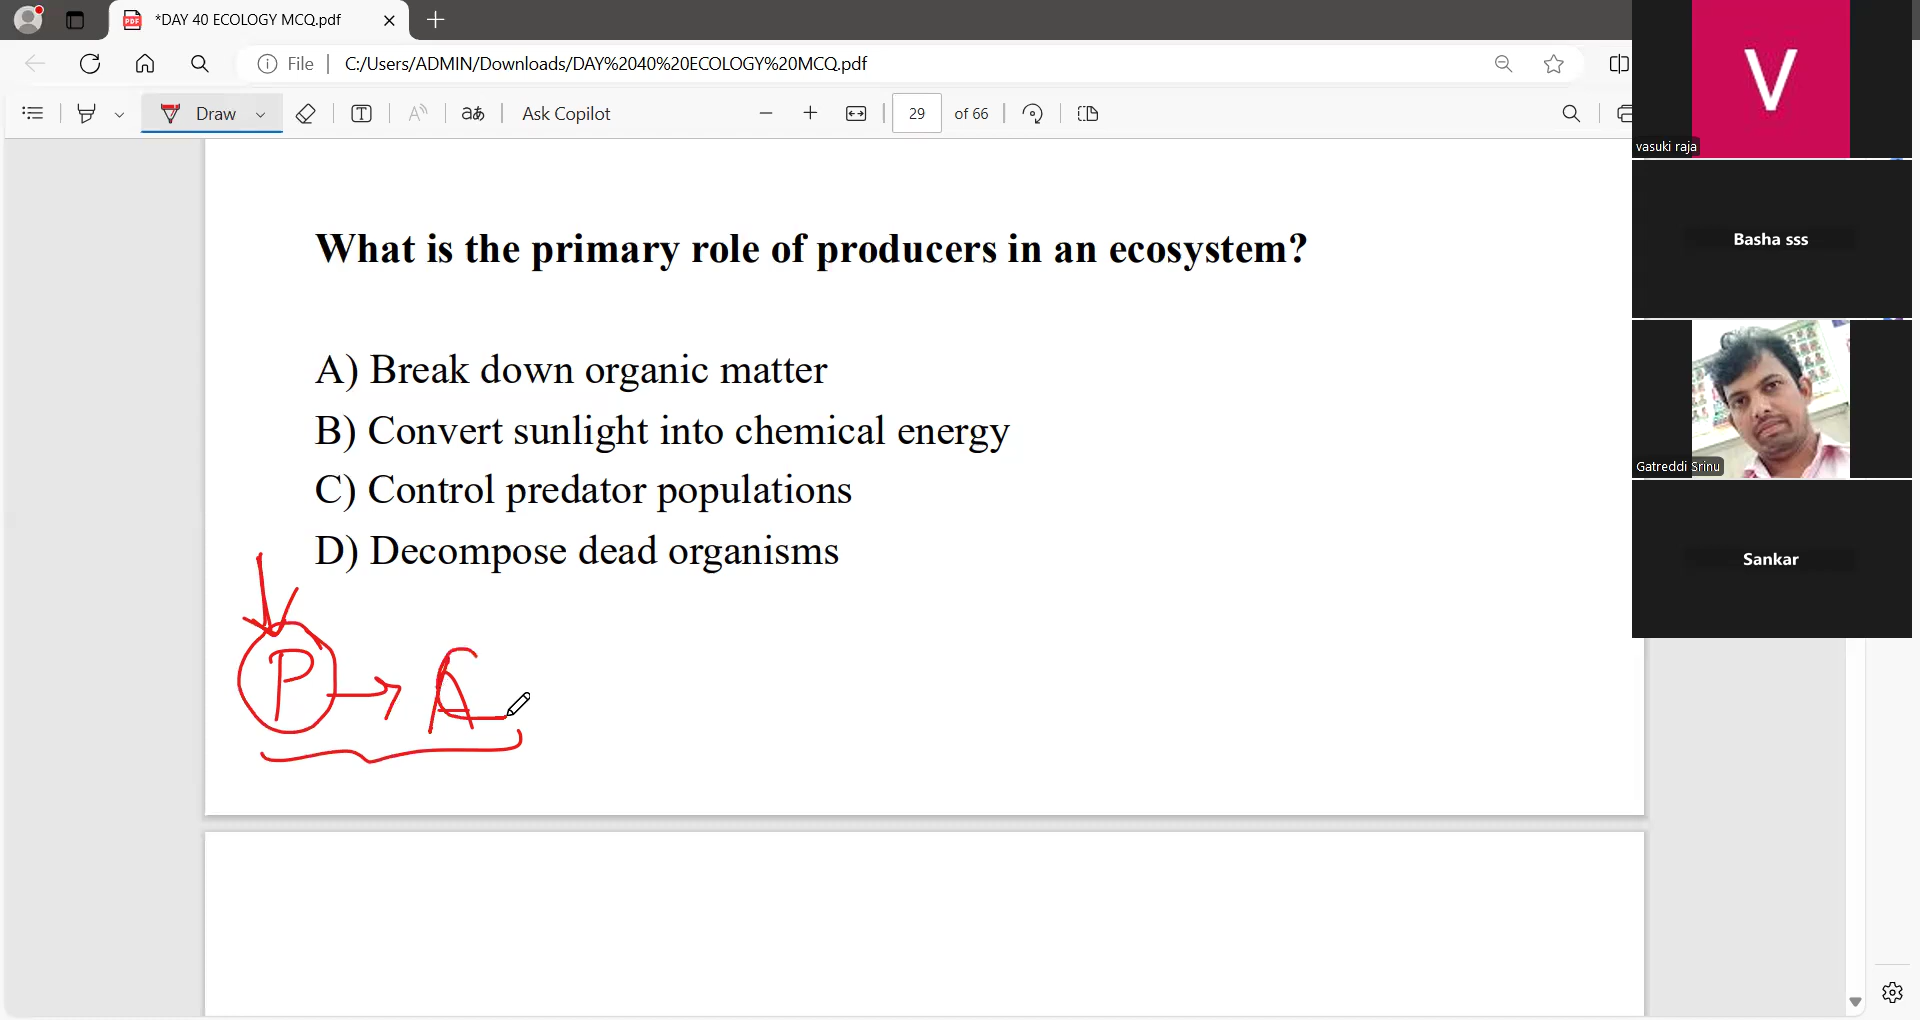 *DAY 40 ECOLOGY MCQ.pdf
File C:/Users/ADMIN/Downloads/DAY%2040%20ECOLOGY%20MCQ.pdf
Draw aあ Ask Copilot 29 of 66
What is the primary role of producers in an ecosystem?
A) Break down organic matter
B) Convert sunlight into chemical energy
C) Control predator populations
D) Decompose dead organisms
P
V
vasuki raja
Basha sss
Gatreddi Srinu
Sankar